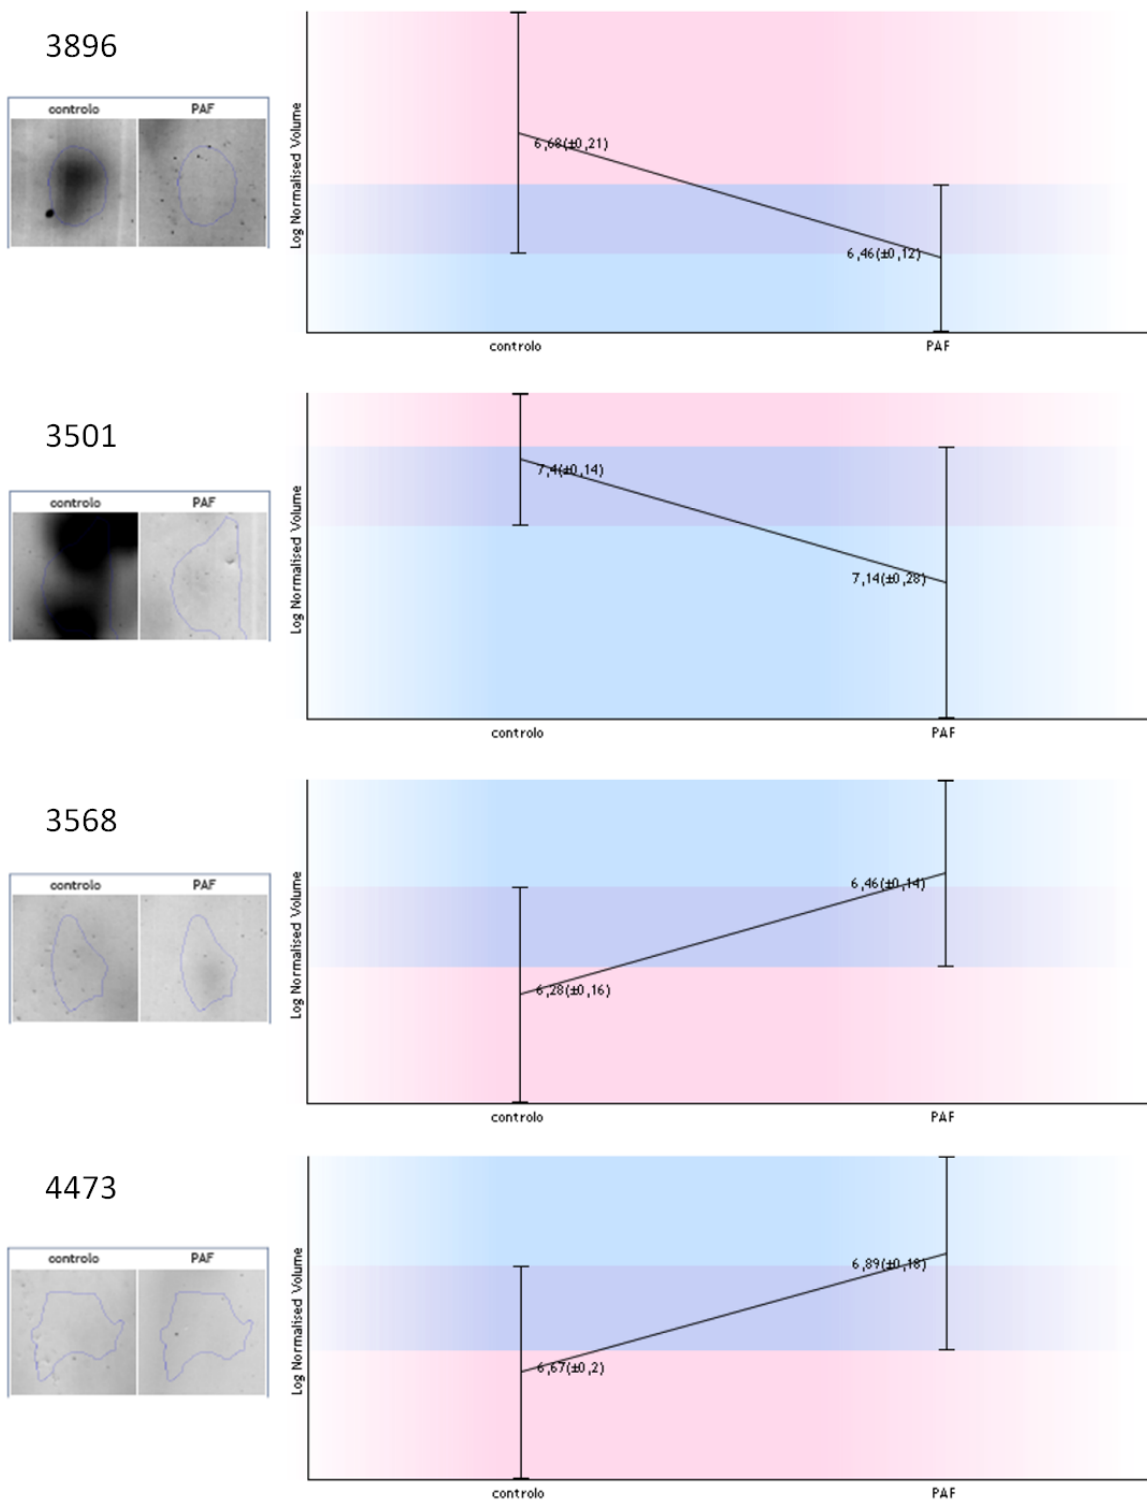 3896
controlo PAF
Log Normalised Volume
6,68(±0,21)
6,46(±0,12)
controlo PAF
3501
controlo PAF
Log Normalised Volume
7,4(±0,14)
7,14(±0,28)
controlo PAF
3568
controlo PAF
Log Normalised Volume
6,46(±0,14)
6,28(±0,16)
controlo PAF
4473
controlo PAF
Log Normalised Volume
6,89(±0,18)
6,67(±0,2)
controlo PAF